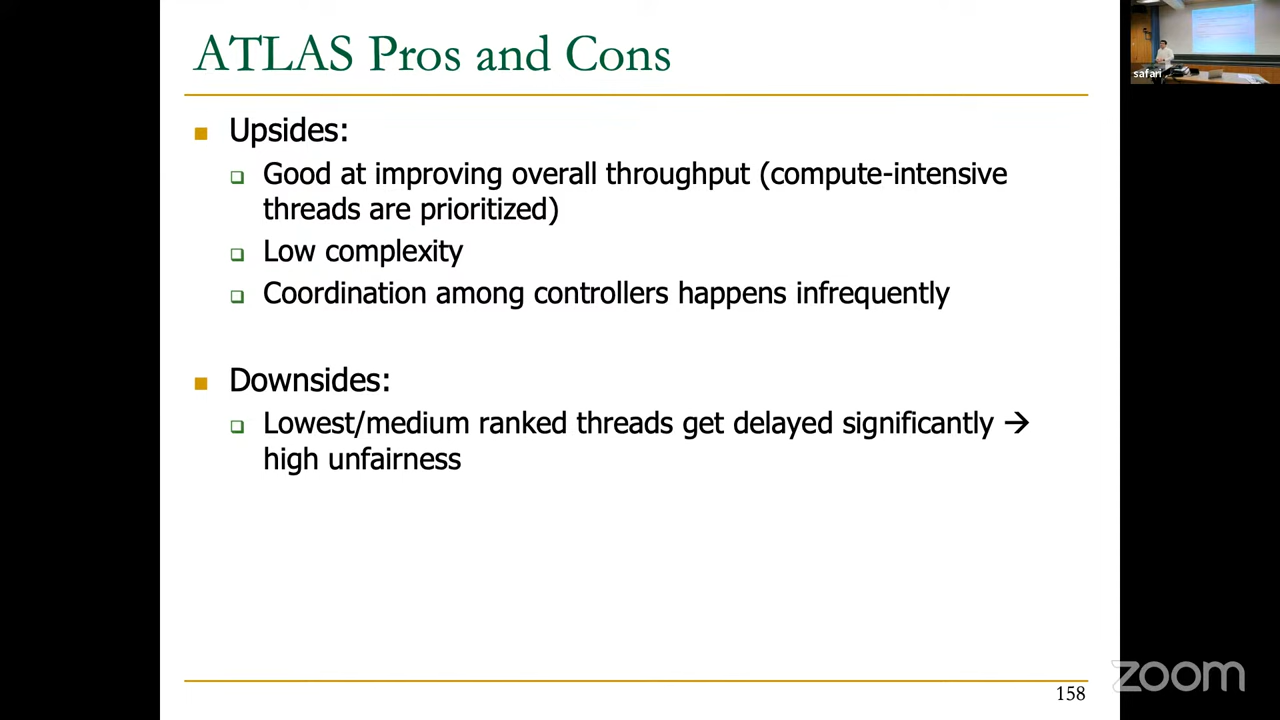 ATLAS Pros and Cons
Upsides:
Good at improving overall throughput (compute-intensive
threads are prioritized)
Low complexity
Coordination among controllers happens infrequently
Downsides:
Lowest/medium ranked threads get delayed significantly →
high unfairness
158
safari
zoom